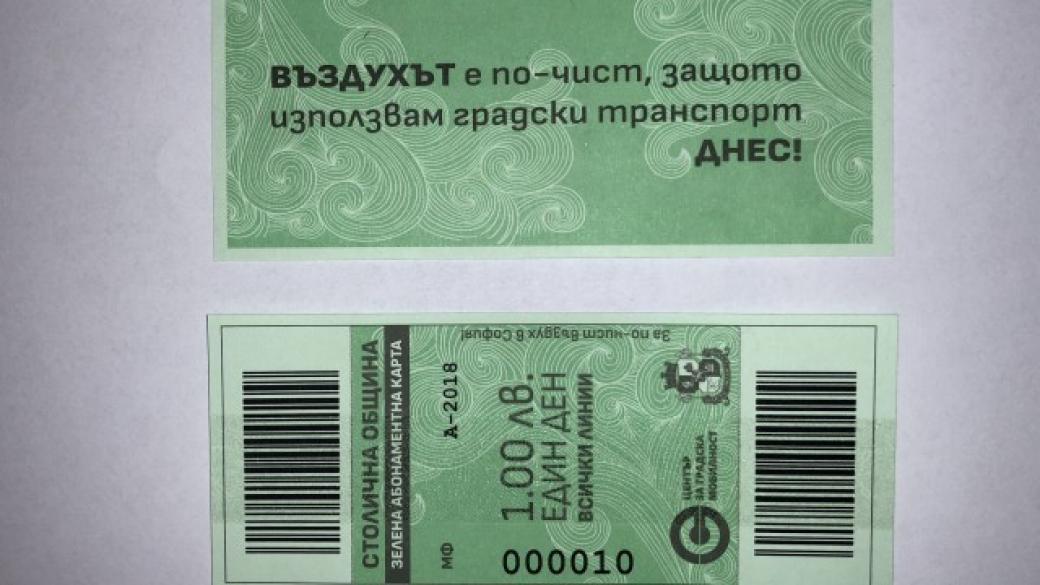 ВЪЗДУХЪТ е по-чист, защото
използвам градски транспорт
ДНЕС!
СТОЛИЧНА ОБЩИНА
ЗЕЛЕНА АБОНАМЕНТНА КАРТА
А-2018
МФ
За по-чист въздух в София!
1.00 лв.
ЕДИН ДЕН
ВСИЧКИ ЛИНИИ
000010
ЦЕНТЪР
ЗА ГРАДСКА
МОБИЛНОСТ